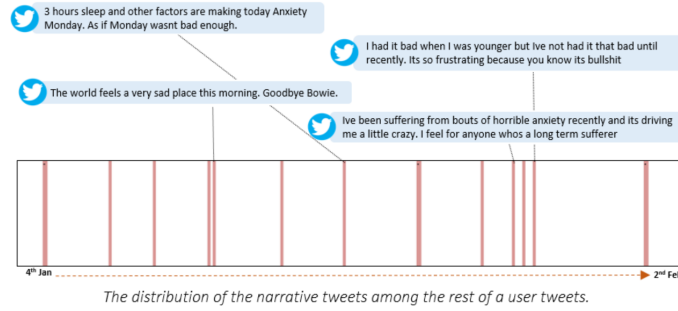 3 hours sleep and other factors are making today Anxiety
Monday. As if Monday wasnt bad enough.
I had it bad when I was younger but Ive not had it that bad until
recently. Its so frustrating because you know its bullshit
The world feels a very sad place this morning. Goodbye Bowie.
Ive been suffering from bouts of horrible anxiety recently and its driving
me a little crazy. I feel for anyone whos a long term sufferer
4th Jan
2nd Fe
The distribution of the narrative tweets among the rest of a user tweets.